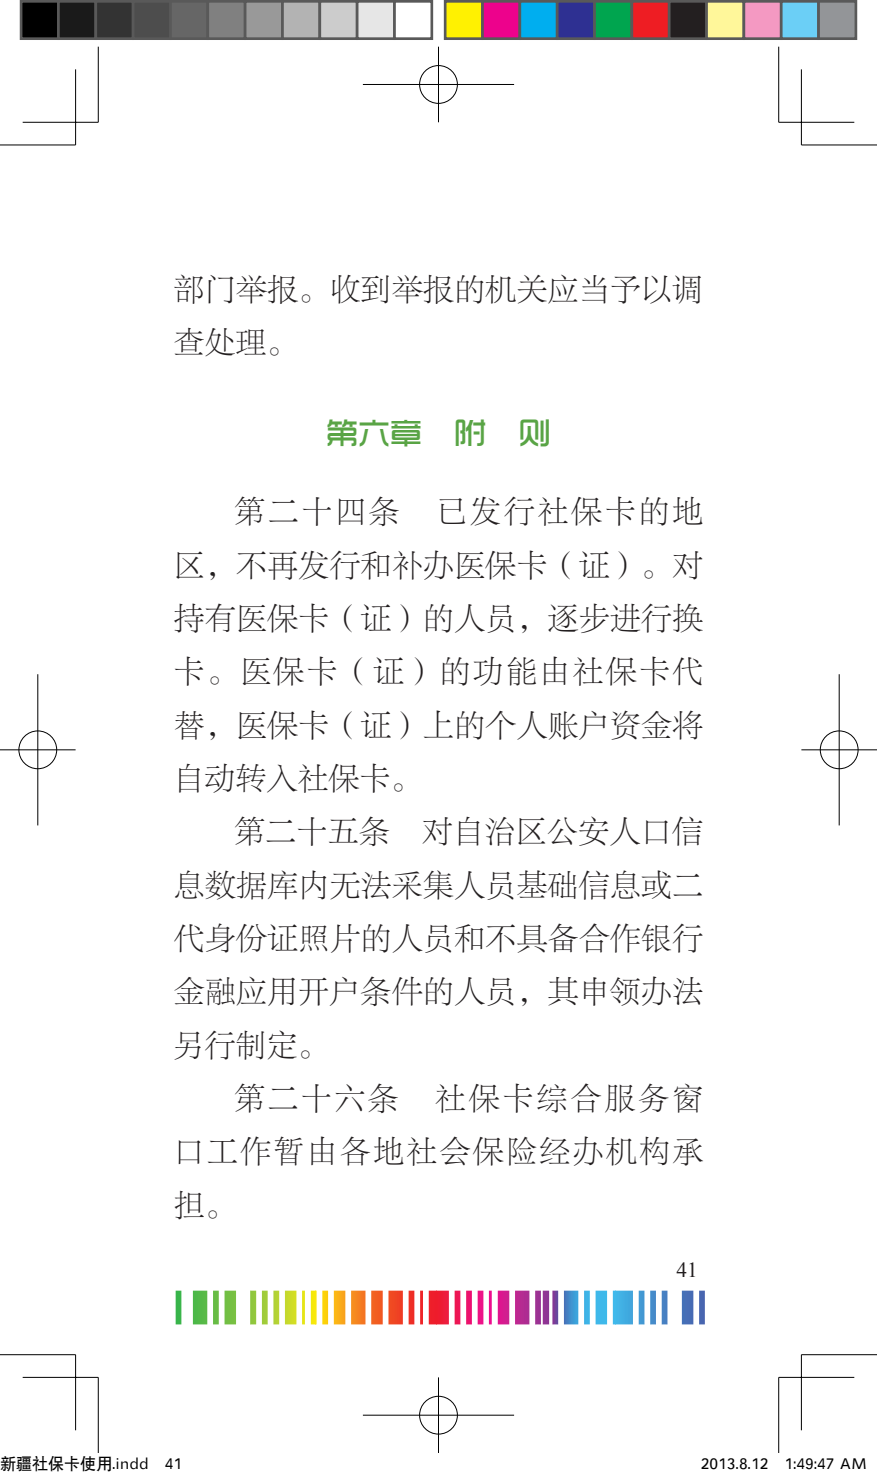 部门举报。收到举报的机关应当予以调
查处理。
第六章　附　则
第二十四条　已发行社保卡的地
区，不再发行和补办医保卡（证）。对
持有医保卡（证）的人员，逐步进行换
卡。医保卡（证）的功能由社保卡代
替，医保卡（证）上的个人账户资金将
自动转入社保卡。
第二十五条　对自治区公安人口信
息数据库内无法采集人员基础信息或二
代身份证照片的人员和不具备合作银行
金融应用开户条件的人员，其申领办法
另行制定。
第二十六条　社保卡综合服务窗
口工作暂由各地社会保险经办机构承
担。
41
新疆社保卡使用.indd 41
2013.8.12 1:49:47 AM